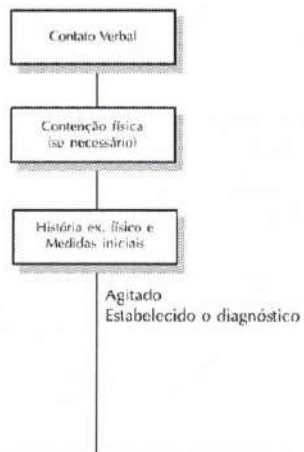 Contato Verbal
Contenção física
(se necessário)
História ex. físico e
Medidas iniciais
Agitado
Estabelecido o diagnóstico